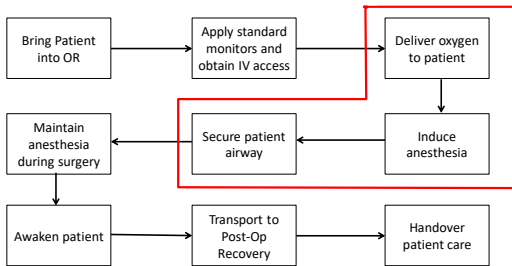 Bring Patient
into OR
Apply standard
monitors and
obtain IV access
Deliver oxygen
to patient
Maintain
anesthesia
during surgery
Secure patient
airway
Induce
anesthesia
Awaken patient
Transport to
Post-Op
Recovery
Handover
patient care